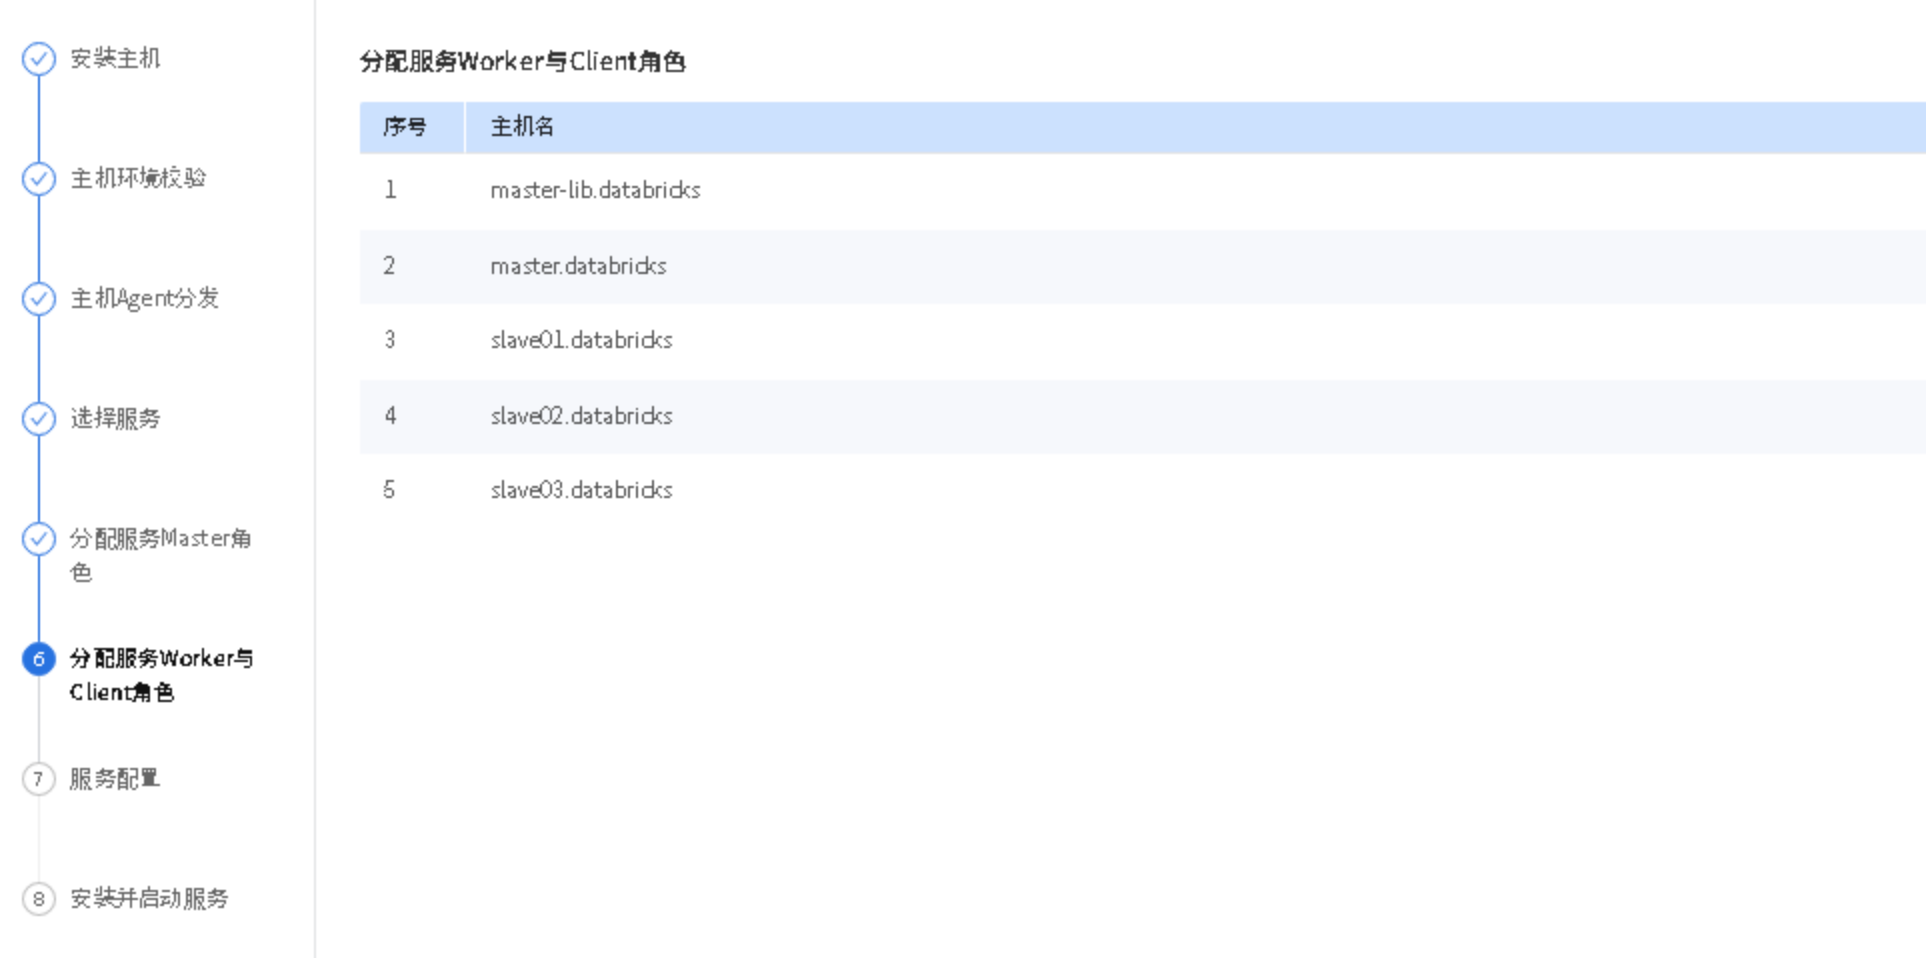 安装主机
主机环境校验
主机Agent分发
选择服务
分配服务Master角
色
6
分配服务Worker与
Client角色
7
服务配置
8
安装并启动服务
分配服务Worker与Client角色
序号 主机名
1 master-lib.databricks
2 master.databricks
3 slave01.databricks
4 slave02.databricks
5 slave03.databricks